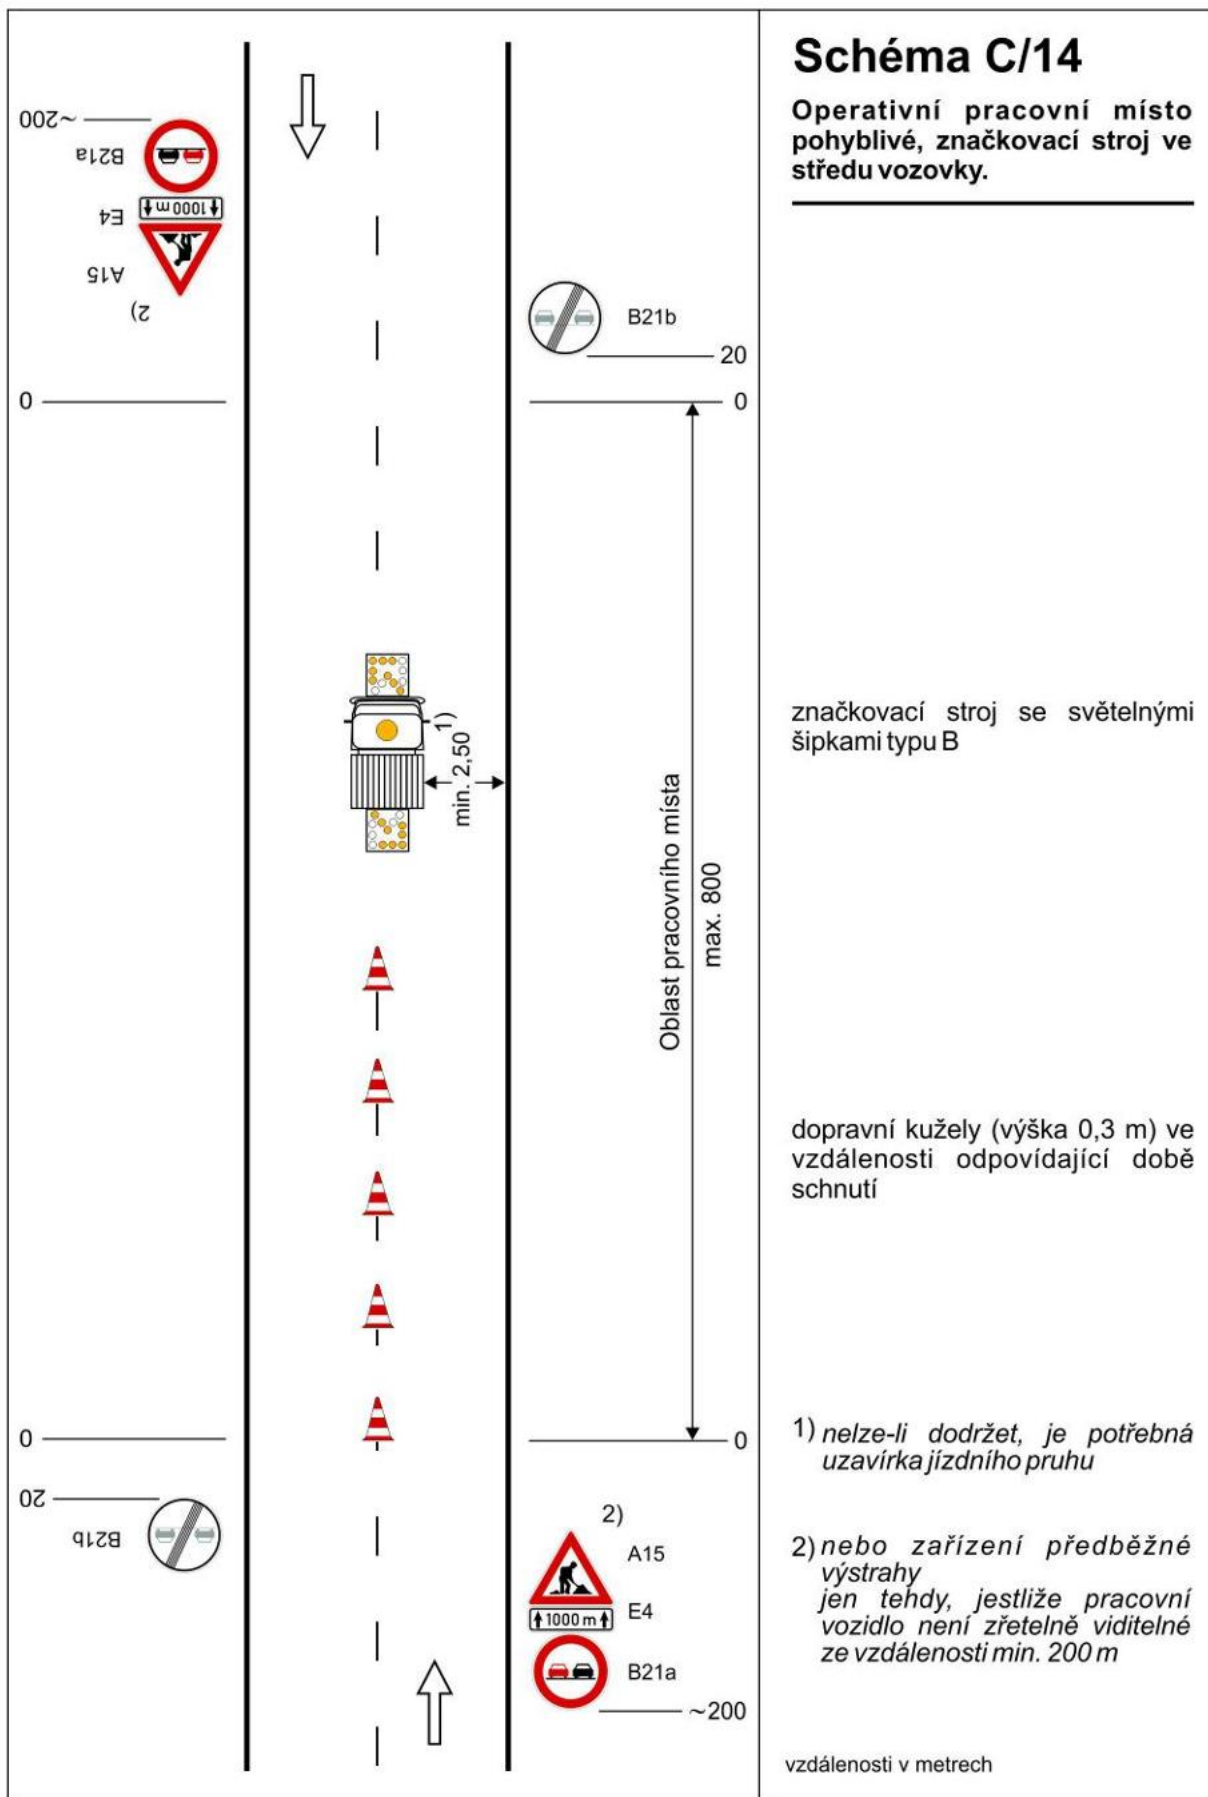 Schéma C/14
Operativní pracovní místo
pohyblivé, značkovací stroj ve
středu vozovky.
~200
B21a
1000 m
E4
A15
2)
B21b
20
0
0
značkovací stroj se světelnými
šipkami typu B
1)
min. 2,50
Oblast pracovního místa
max. 800
dopravní kužely (výška 0,3 m) ve
vzdálenosti odpovídající době
schnutí
0
0
20
B21b
2)
A15
1000 m
E4
B21a
~200
1) nelze-li dodržet, je potřebná
uzavírka jízdního pruhu
2) nebo zařízení předběžné
výstrahy
jen tehdy, jestliže pracovní
vozidlo není zřetelně viditelné
ze vzdálenosti min. 200 m
vzdálenosti v metrech